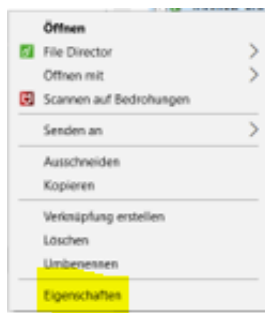 Öffnen
File Director
Öffnen mit
Scannen auf Bedrohungen
Senden an
Ausschneiden
Kopieren
Verknüpfung erstellen
Löschen
Umbenennen
Eigenschaften